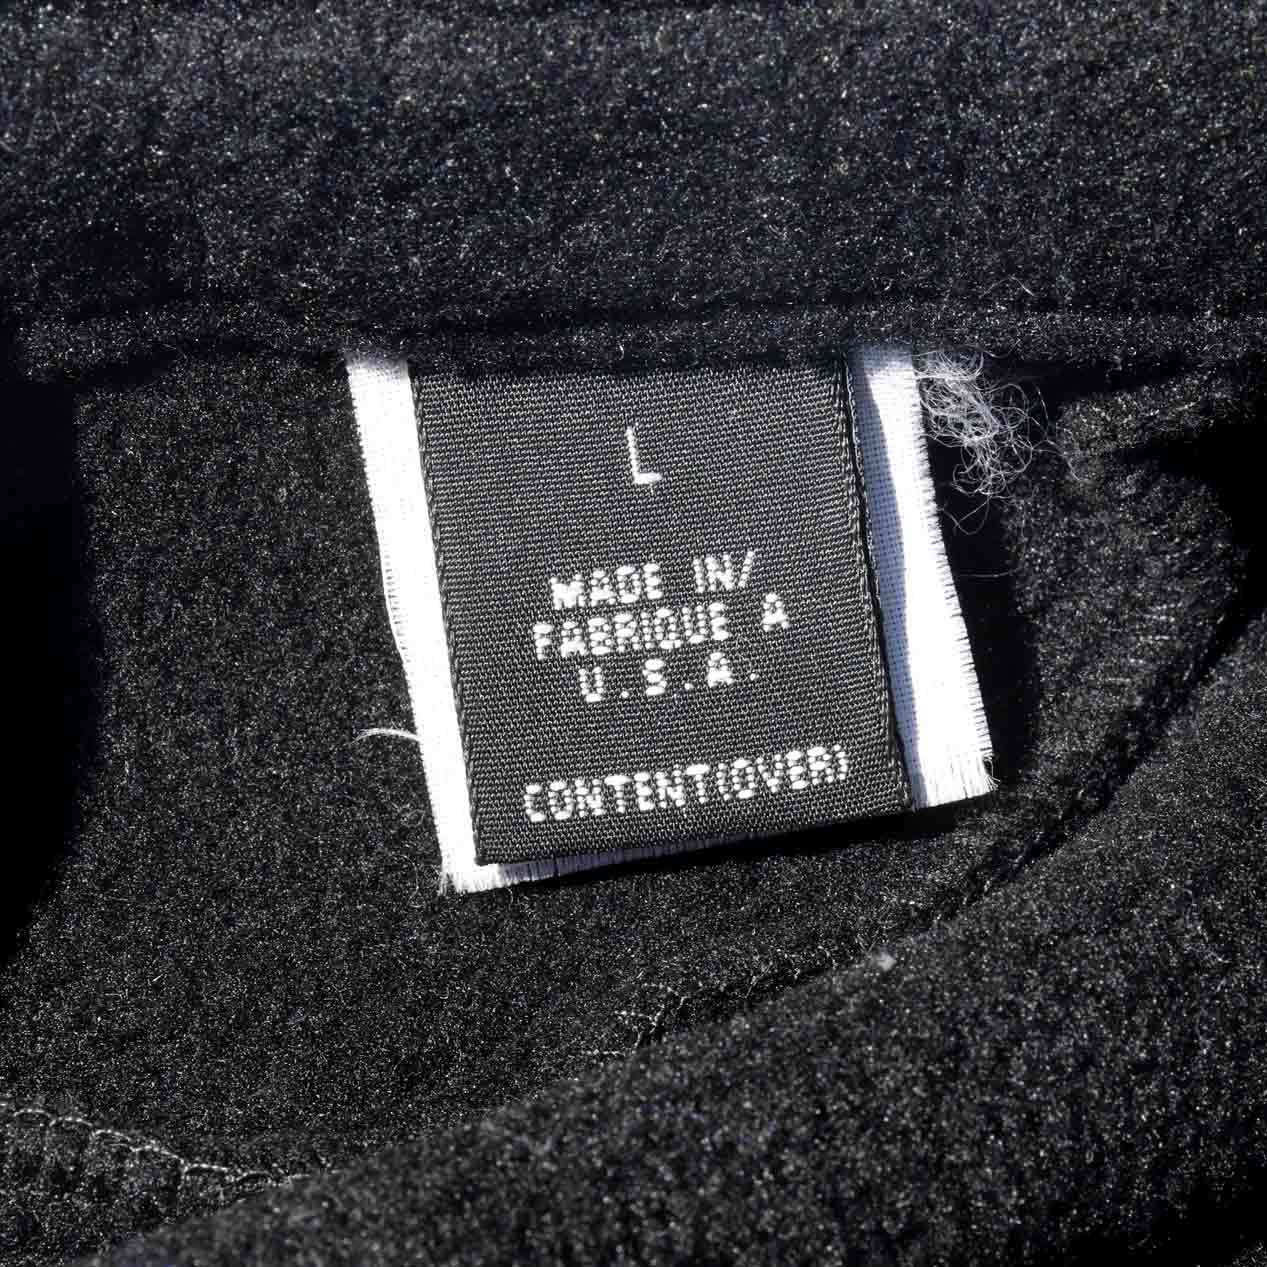 L
MADE IN/
FABRIQUE A
U.S.A.
CONTENT(OVER)